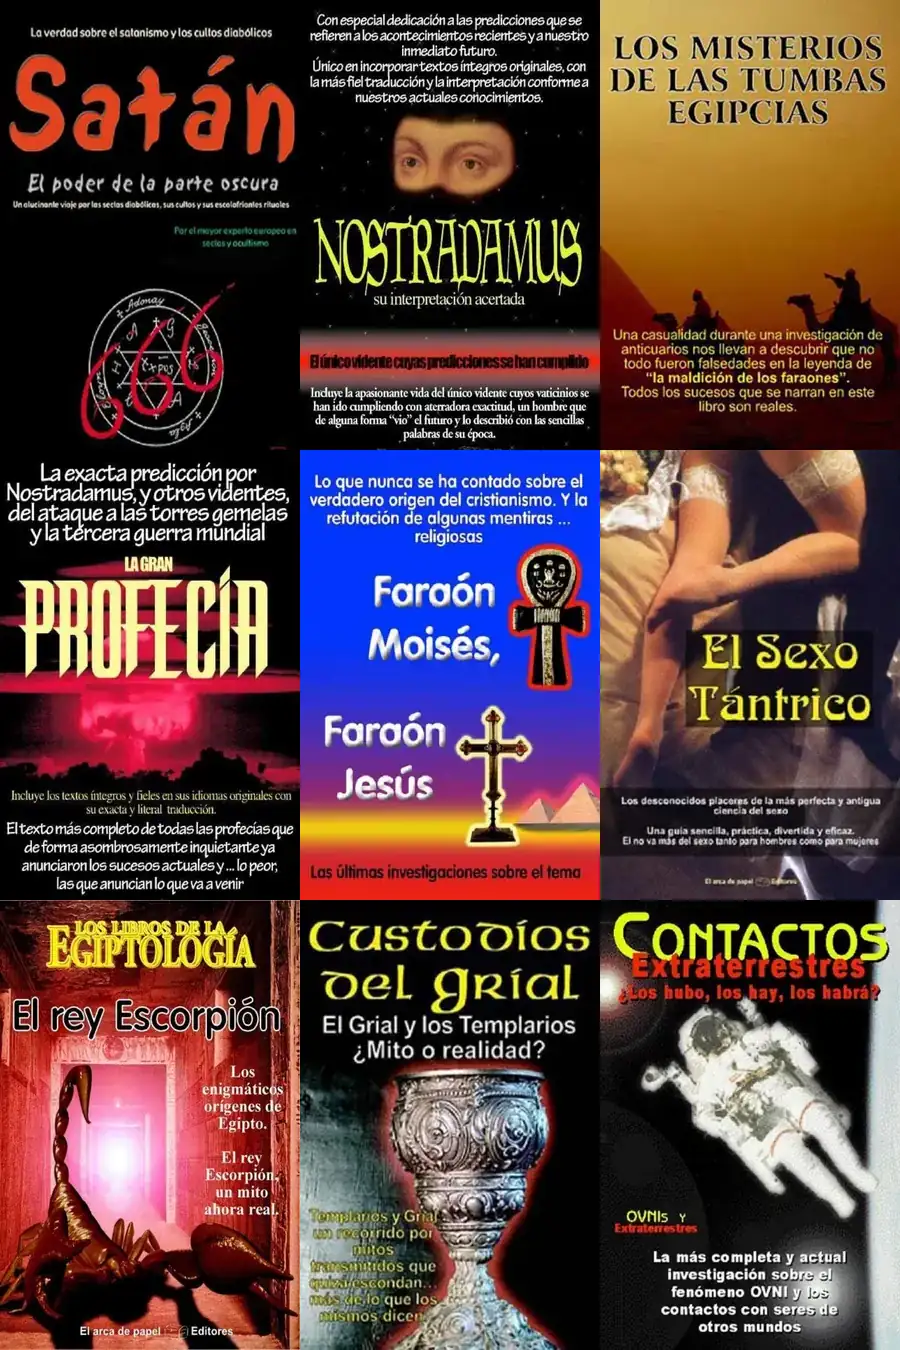 La verdad sobre el satanismo y los cultos diabólicos
Satán
El poder de la parte oscura
Un alucinante viaje por las sectas diabólicas, sus cultos y sus escalofriantes rituales
Por el mayor experto europeo en
sectas y ocultismo
Adonay
A G
H
A
Agla
666
Con especial dedicación a las predicciones que se
refieren a los acontecimientos recientes y a nuestro
inmediato futuro.
Único en incorporar textos íntegros originales, con
la más fiel traducción y la interpretación conforme a
nuestros actuales conocimientos.
NOSTRADAMUS
su interpretación acertada
El único vidente cuyas predicciones se han cumplido
Incluye la apasionante vida del único vidente cuyos vaticinios se
han ido cumpliendo con aterradora exactitud, un hombre que
de alguna forma “vio” el futuro y lo describió con las sencillas
palabras de su época.
LOS MISTERIOS
DE LAS TUMBAS
EGIPCIAS
Una casualidad durante una investigación de
anticuarios nos llevan a descubrir que no
todo fueron falsedades en la leyenda de
“la maldición de los faraones”.
Todos los sucesos que se narran en este
libro son reales.
La exacta predicción por
Nostradamus, y otros videntes,
del ataque a las torres gemelas
y la tercera guerra mundial
LA GRAN
PROFECÍA
Incluye los textos íntegros y fieles en sus idiomas originales con
su exacta y literal traducción.
El texto más completo de todas las profecías que
de forma asombrosamente inquietante ya
anunciaron los sucesos actuales y ... lo peor,
las que anuncian lo que va a venir
Lo que nunca se ha contado sobre el
verdadero origen del cristianismo. Y la
refutación de algunas mentiras ...
religiosas
Faraón
Moisés,
Faraón
Jesús
Las últimas investigaciones sobre el tema
El Sexo
Tántrico
Los desconocidos placeres de la más perfecta y antigua
ciencia del sexo
Una guía sencilla, práctica, divertida y eficaz.
El no va más del sexo tanto para hombres como para mujeres
El arca de papel Editores
LOS LIBROS DE LA
EGIPTOLOGÍA
El rey Escorpión
Los
enigmáticos
orígenes de
Egipto.
El rey
Escorpión,
un mito
ahora real.
El arca de papel Editores
Custodios
del grial
El Grial y los Templarios
¿Mito o realidad?
Templarios y Grial
un recorrido por
mitos
transmitidos que
quizá escondan...
más de lo que los
mismos dicen
CONTACTOS
Extraterrestres
¿Los hubo, los hay, los habrá?
OVNIs Y
Extraterrestres
La más completa y actual
investigación sobre el
fenómeno OVNI y los
contactos con seres de
otros mundos